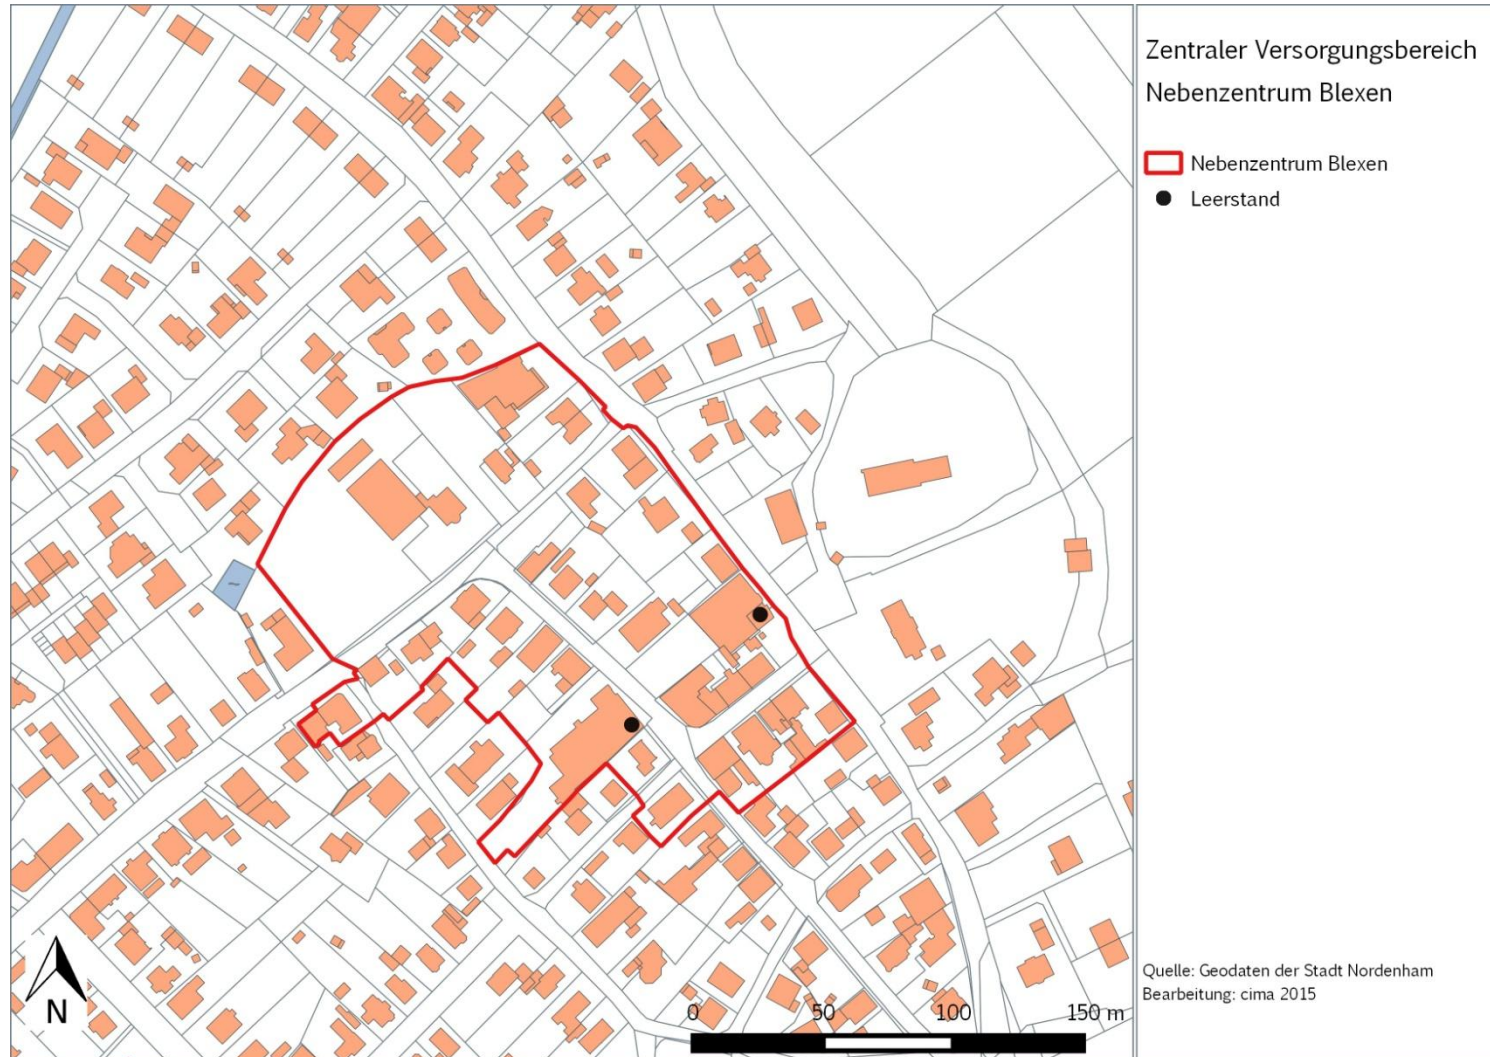 Zentraler Versorgungsbereich
Nebenzentrum Blexen
Nebenzentrum Blexen
Leerstand
Quelle: Geodaten der Stadt Nordenham
Bearbeitung: cima 2015
N
0 50 100 150 m